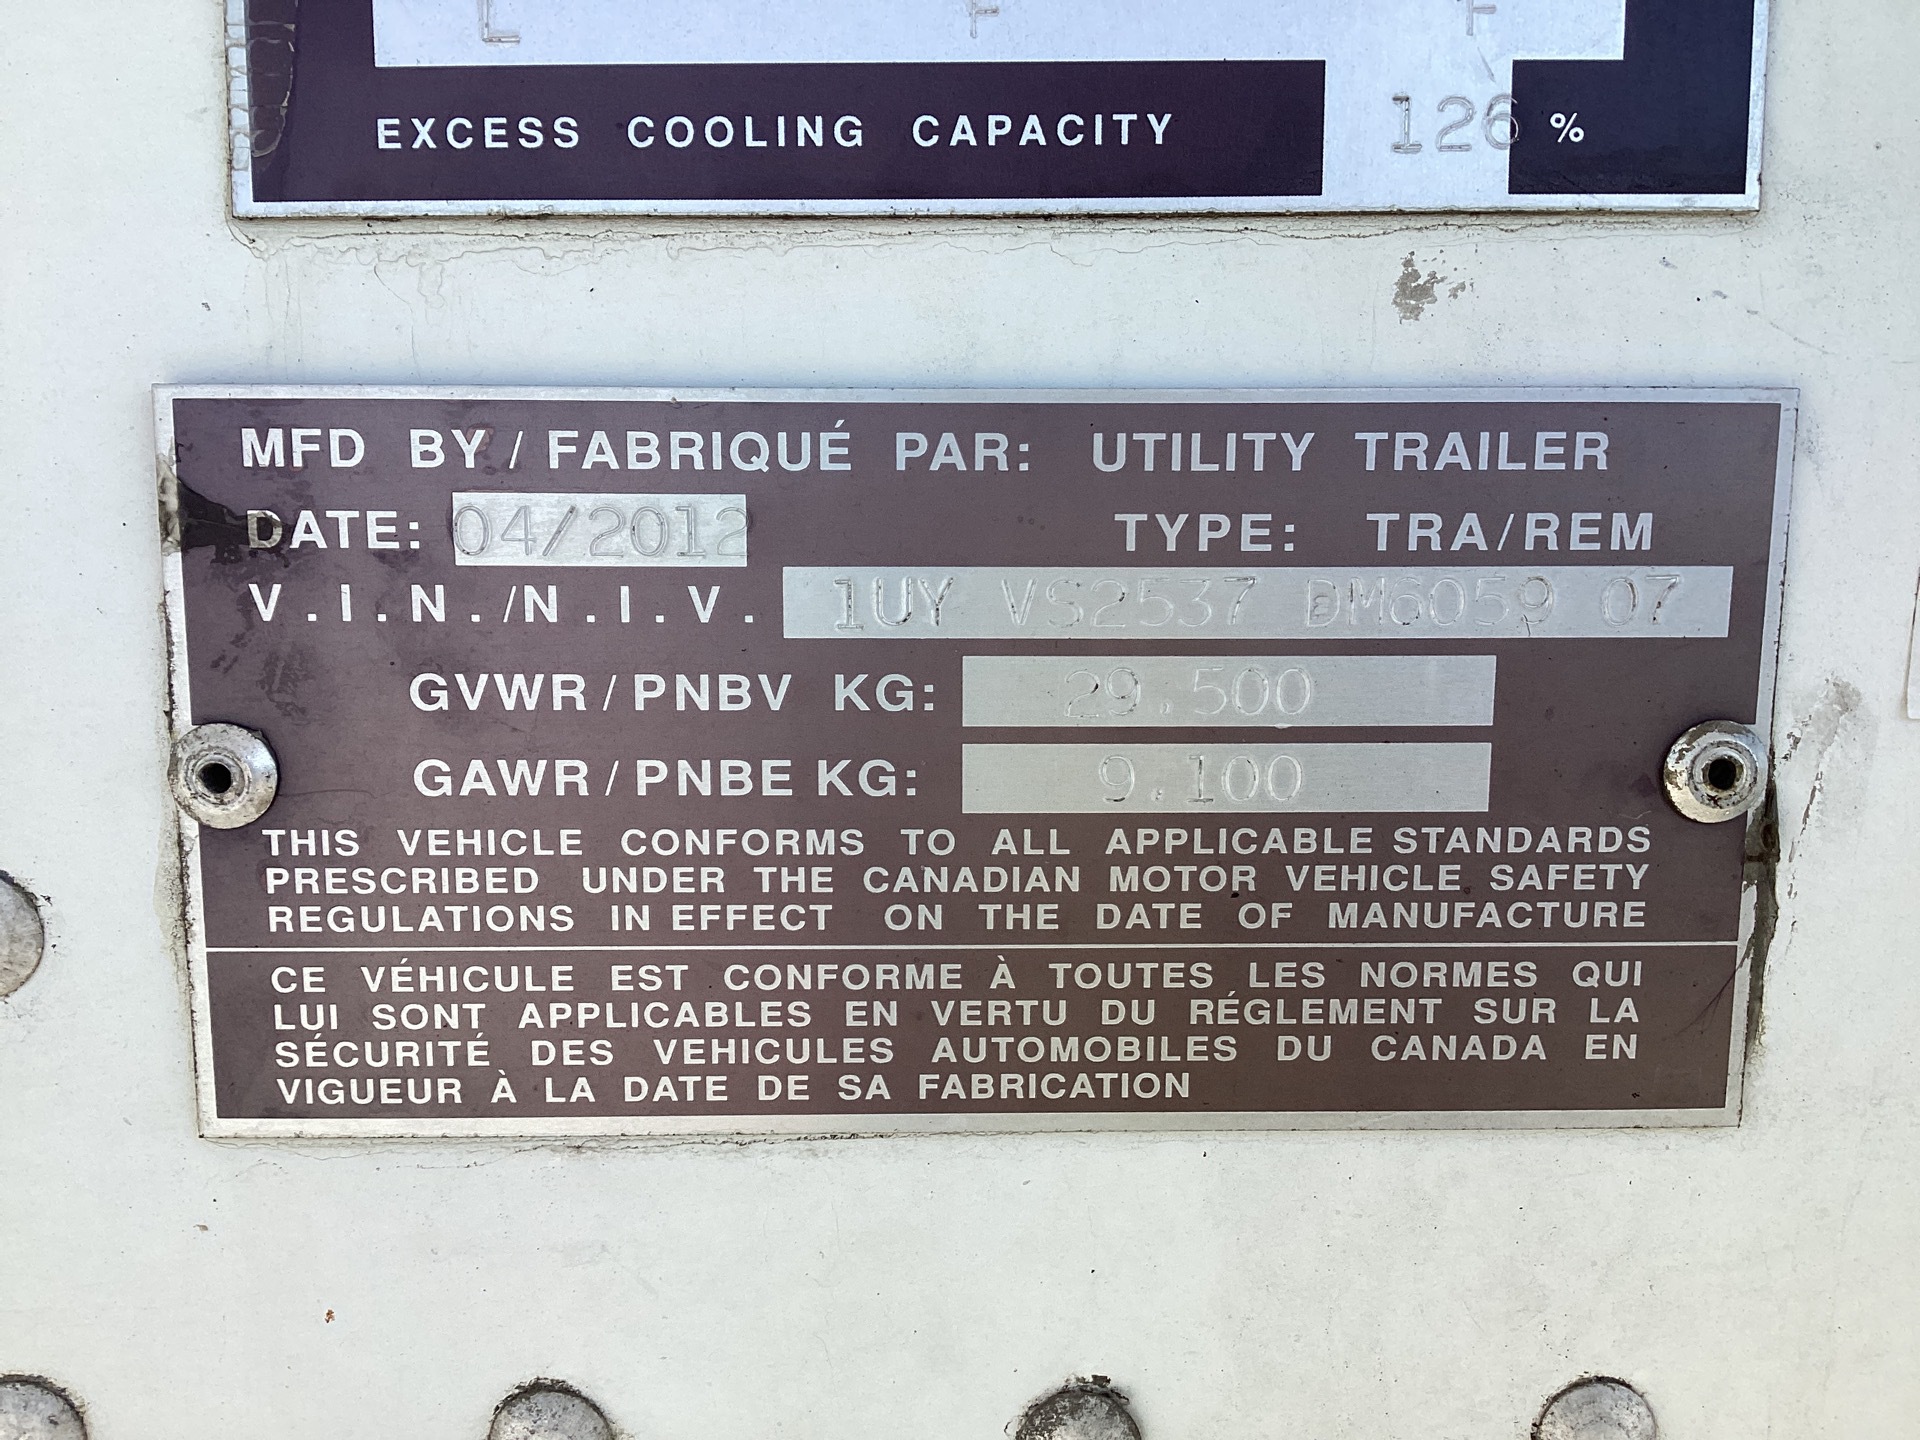 L F F
EXCESS COOLING CAPACITY 126 %
MFD BY / FABRIQUÉ PAR: UTILITY TRAILER
DATE: 04/2012 TYPE: TRA/REM
V.I.N./N.I.V. 1UY VS2537 DM6059 07
GVWR/PNBV KG: 29.500
GAWR/PNBE KG: 9.100
THIS VEHICLE CONFORMS TO ALL APPLICABLE STANDARDS
PRESCRIBED UNDER THE CANADIAN MOTOR VEHICLE SAFETY
REGULATIONS IN EFFECT ON THE DATE OF MANUFACTURE
CE VÉHICULE EST CONFORME À TOUTES LES NORMES QUI
LUI SONT APPLICABLES EN VERTU DU RÉGLEMENT SUR LA
SÉCURITÉ DES VEHICULES AUTOMOBILES DU CANADA EN
VIGUEUR À LA DATE DE SA FABRICATION